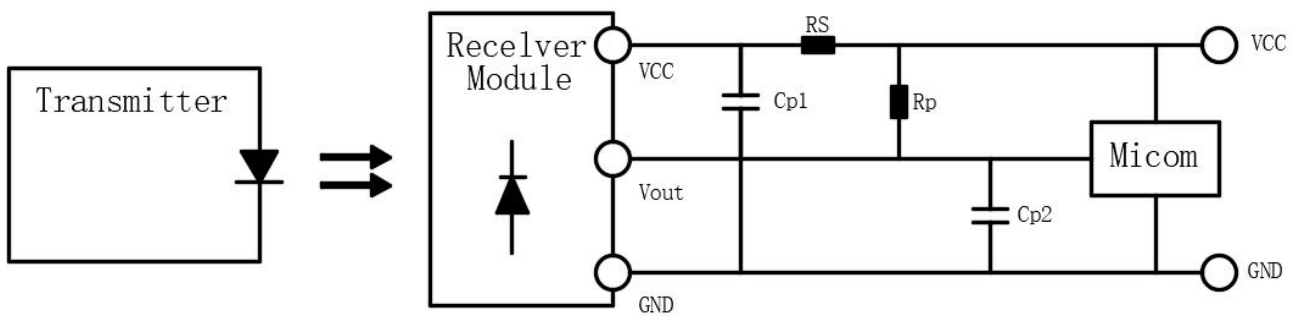 Transmitter
Recelver
Module
VCC
Vout
GND
Cp1
RS
Rp
Cp2
Micom
VCC
GND